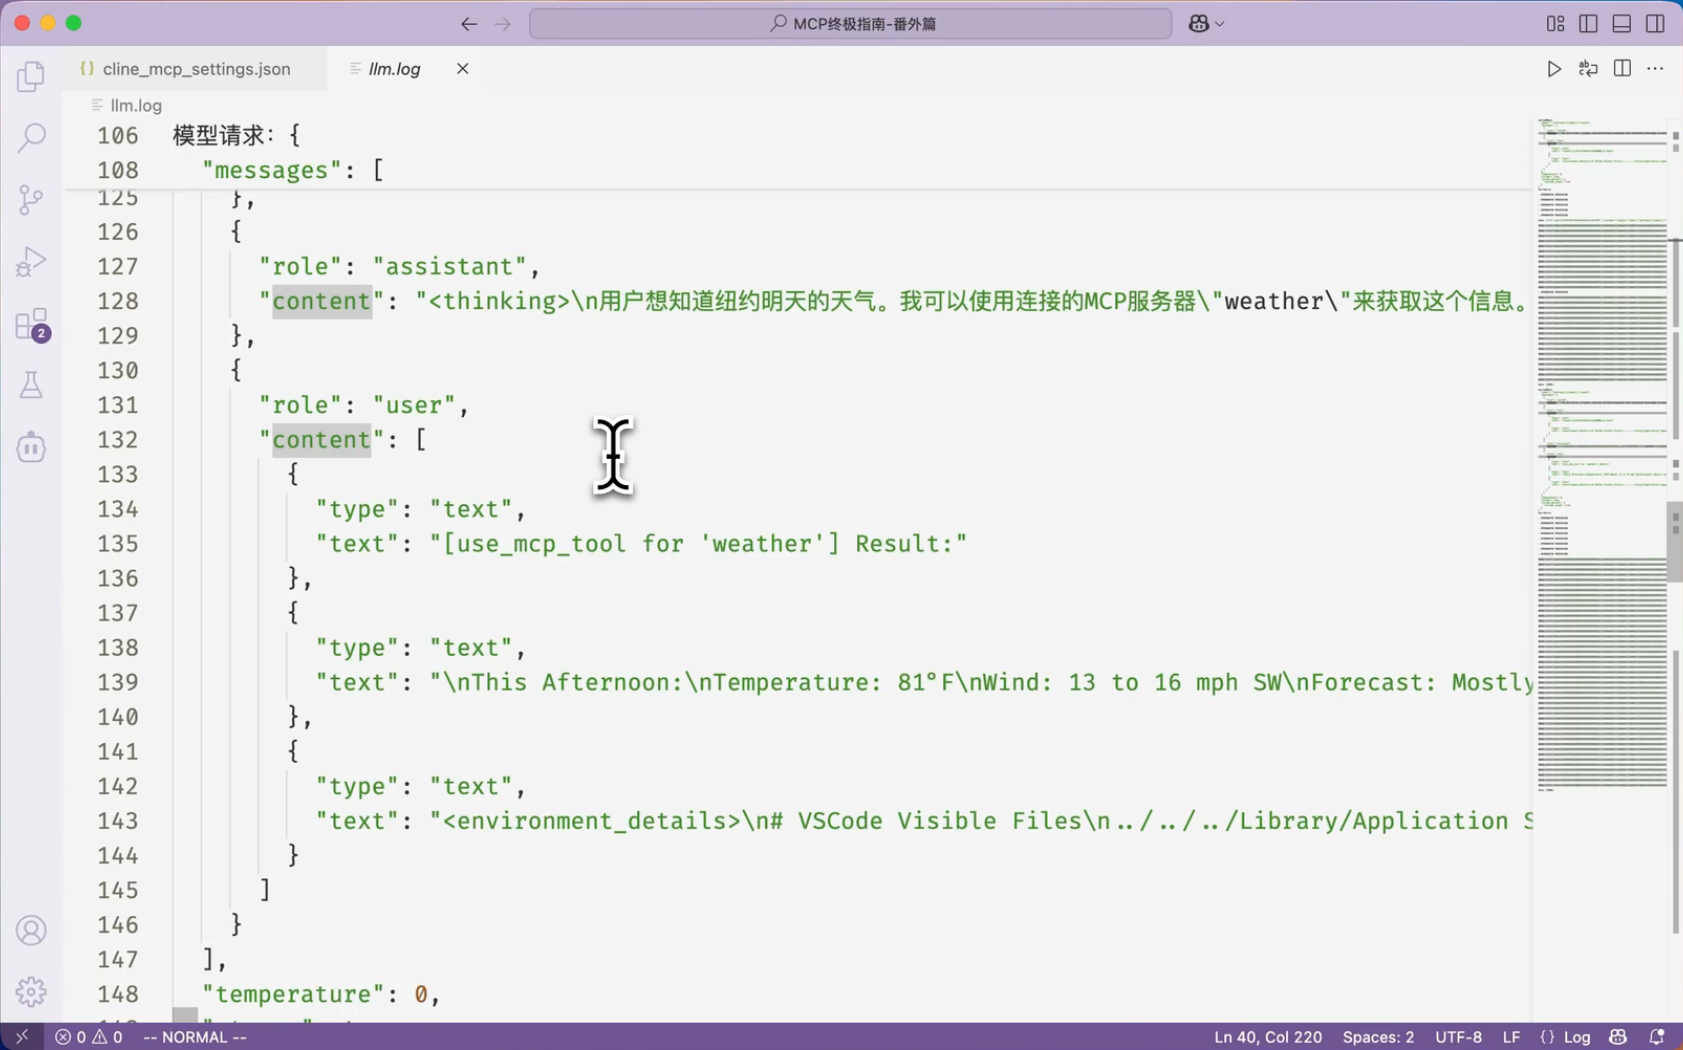 MCP终极指南-番外篇
{} cline_mcp_settings.json
llm.log
llm.log
106 模型请求: {
108 "messages": [
125 },
126 {
127 "role": "assistant",
128 "content": "<thinking>\n用户想知道纽约明天的天气。我可以使用连接的MCP服务器\"weather\"来获取这个信息。
129 },
130 {
131 "role": "user",
132 "content": [
133 {
134 "type": "text",
135 "text": "[use_mcp_tool for 'weather'] Result:"
136 },
137 {
138 "type": "text",
139 "text": "\nThis Afternoon:\nTemperature: 81°F\nWind: 13 to 16 mph SW\nForecast: Mostly
140 },
141 {
142 "type": "text",
143 "text": "<environment_details>\n# VSCode Visible Files\n../../../Library/Application S
144 }
145 ]
146 }
147 ],
148 "temperature": 0,
2
0 0 -- NORMAL -- Ln 40, Col 220 Spaces: 2 UTF-8 LF {} Log